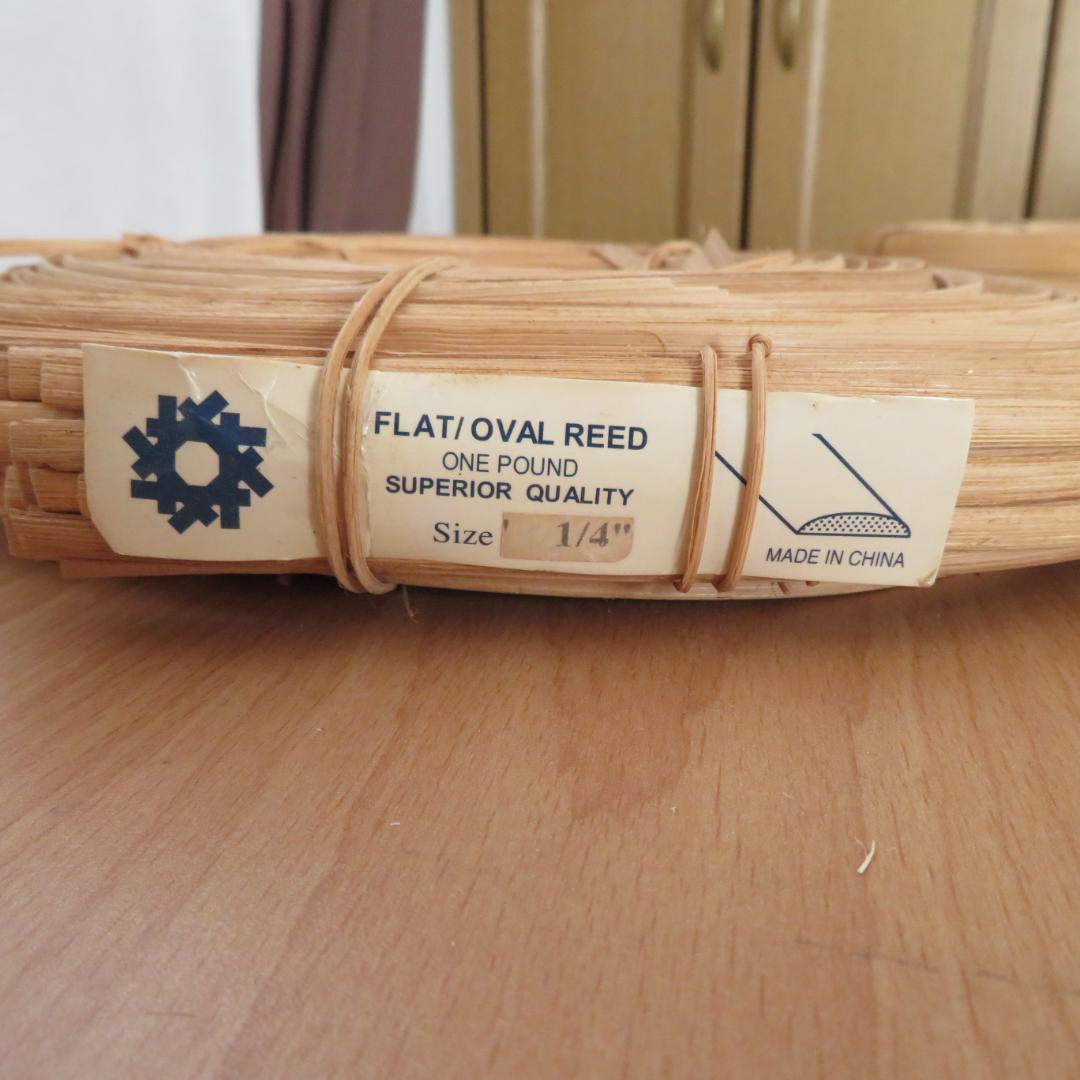 FLAT/OVAL REED
ONE POUND
SUPERIOR QUALITY
Size 1/4"
MADE IN CHINA